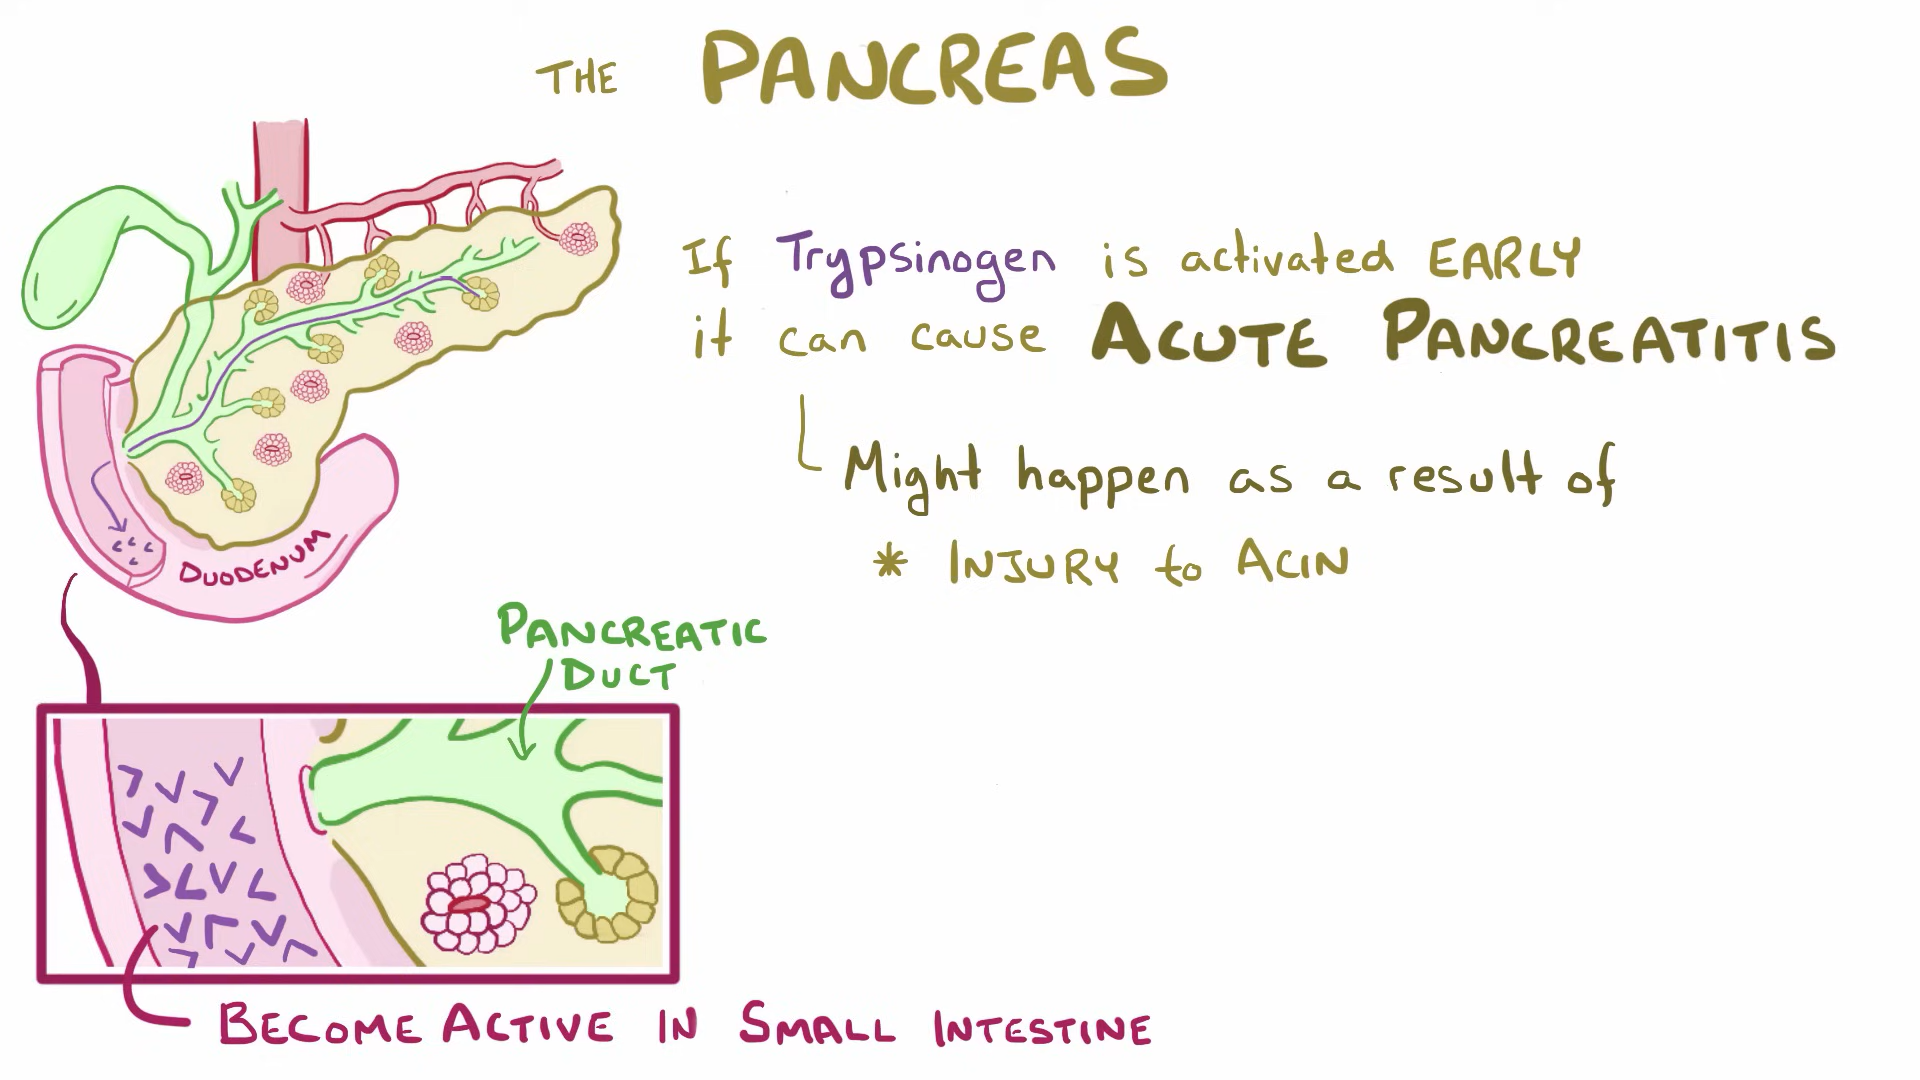 THE PANCREAS
If Trypsinogen is activated EARLY
it can cause ACUTE PANCREATITIS
Might happen as a result of
* INJURY to ACIN
DUODENUM
PANCREATIC
DUCT
BECOME ACTIVE IN SMALL INTESTINE